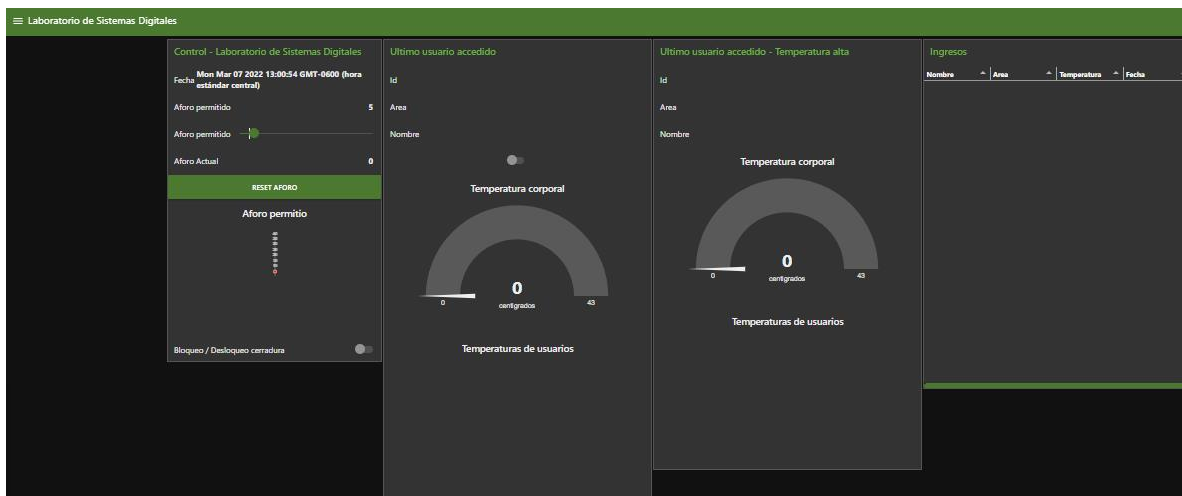 Laboratorio de Sistemas Digitales
Control - Laboratorio de Sistemas Digitales
Fecha Mon Mar 07 2022 13:00:54 GMT-0600 (hora
estándar central)
Aforo permitido 5
Aforo permitido
Aforo Actual 0
RESET AFORO
Aforo permitio
Bloqueo / Desloqueo cerradura
Ultimo usuario accedido
Id
Area
Nombre
Temperatura corporal
0
centigrados
0 43
Temperaturas de usuarios
Ultimo usuario accedido - Temperatura alta
Id
Area
Nombre
Temperatura corporal
0
centigrados
0 43
Temperaturas de usuarios
Ingresos
Nombre Area Temperatura Fecha